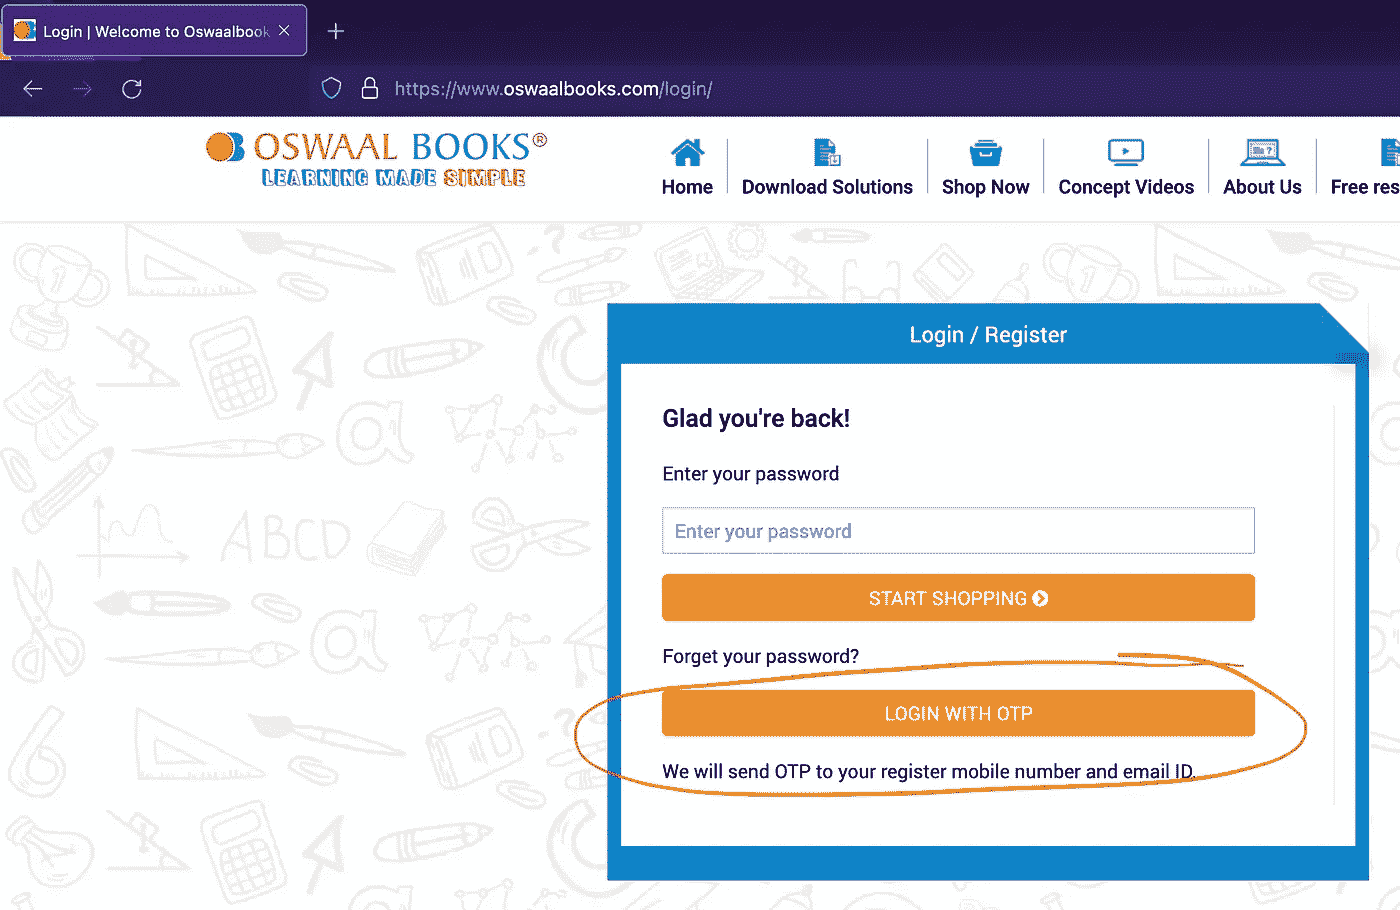 Login | Welcome to Oswaalbook
https://www.oswaalbooks.com/login/
OSWAAL BOOKS®
LEARNING MADE SIMPLE
Home
Download Solutions
Shop Now
Concept Videos
About Us
Free res
Login / Register
Glad you're back!
Enter your password
Enter your password
START SHOPPING
Forget your password?
LOGIN WITH OTP
We will send OTP to your register mobile number and email ID.
ABCD